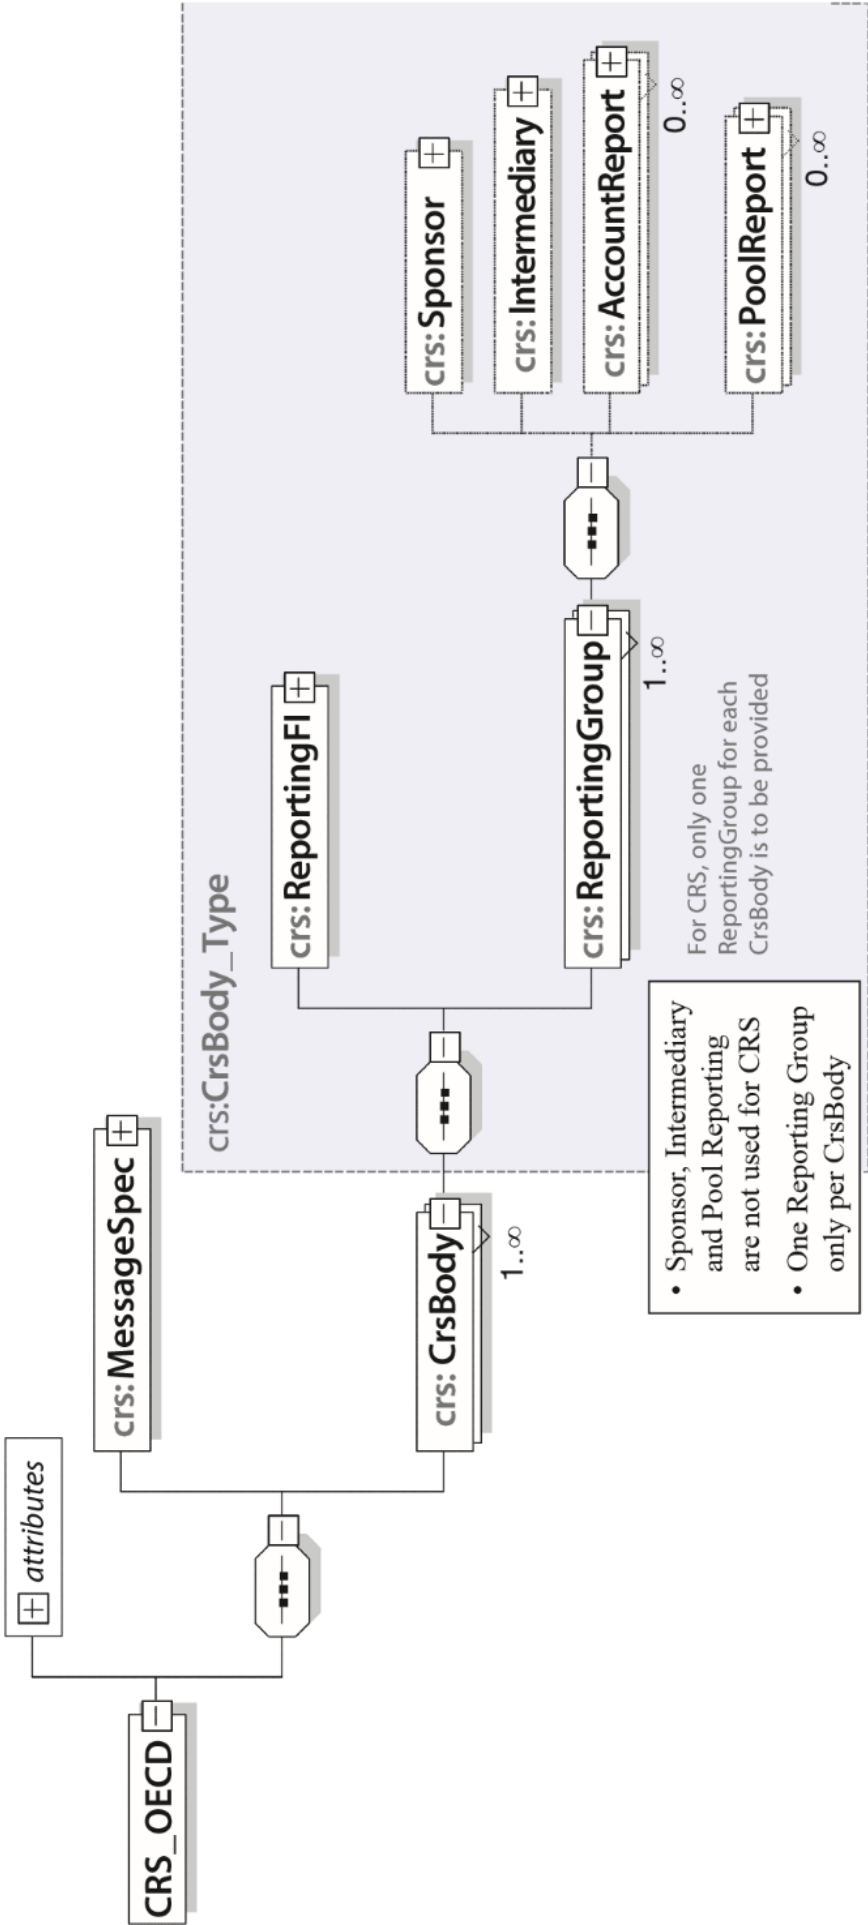 CRS_OECD
attributes
crs:MessageSpec
crs: CrsBody
1..∞
crs:CrsBody_Type
crs:ReportingFI
crs:ReportingGroup
1..∞
For CRS, only one
ReportingGroup for each
CrsBody is to be provided
crs:Sponsor
crs:Intermediary
crs:AccountReport
0..∞
crs:PoolReport
0..∞
• Sponsor, Intermediary
and Pool Reporting
are not used for CRS
• One Reporting Group
only per CrsBody